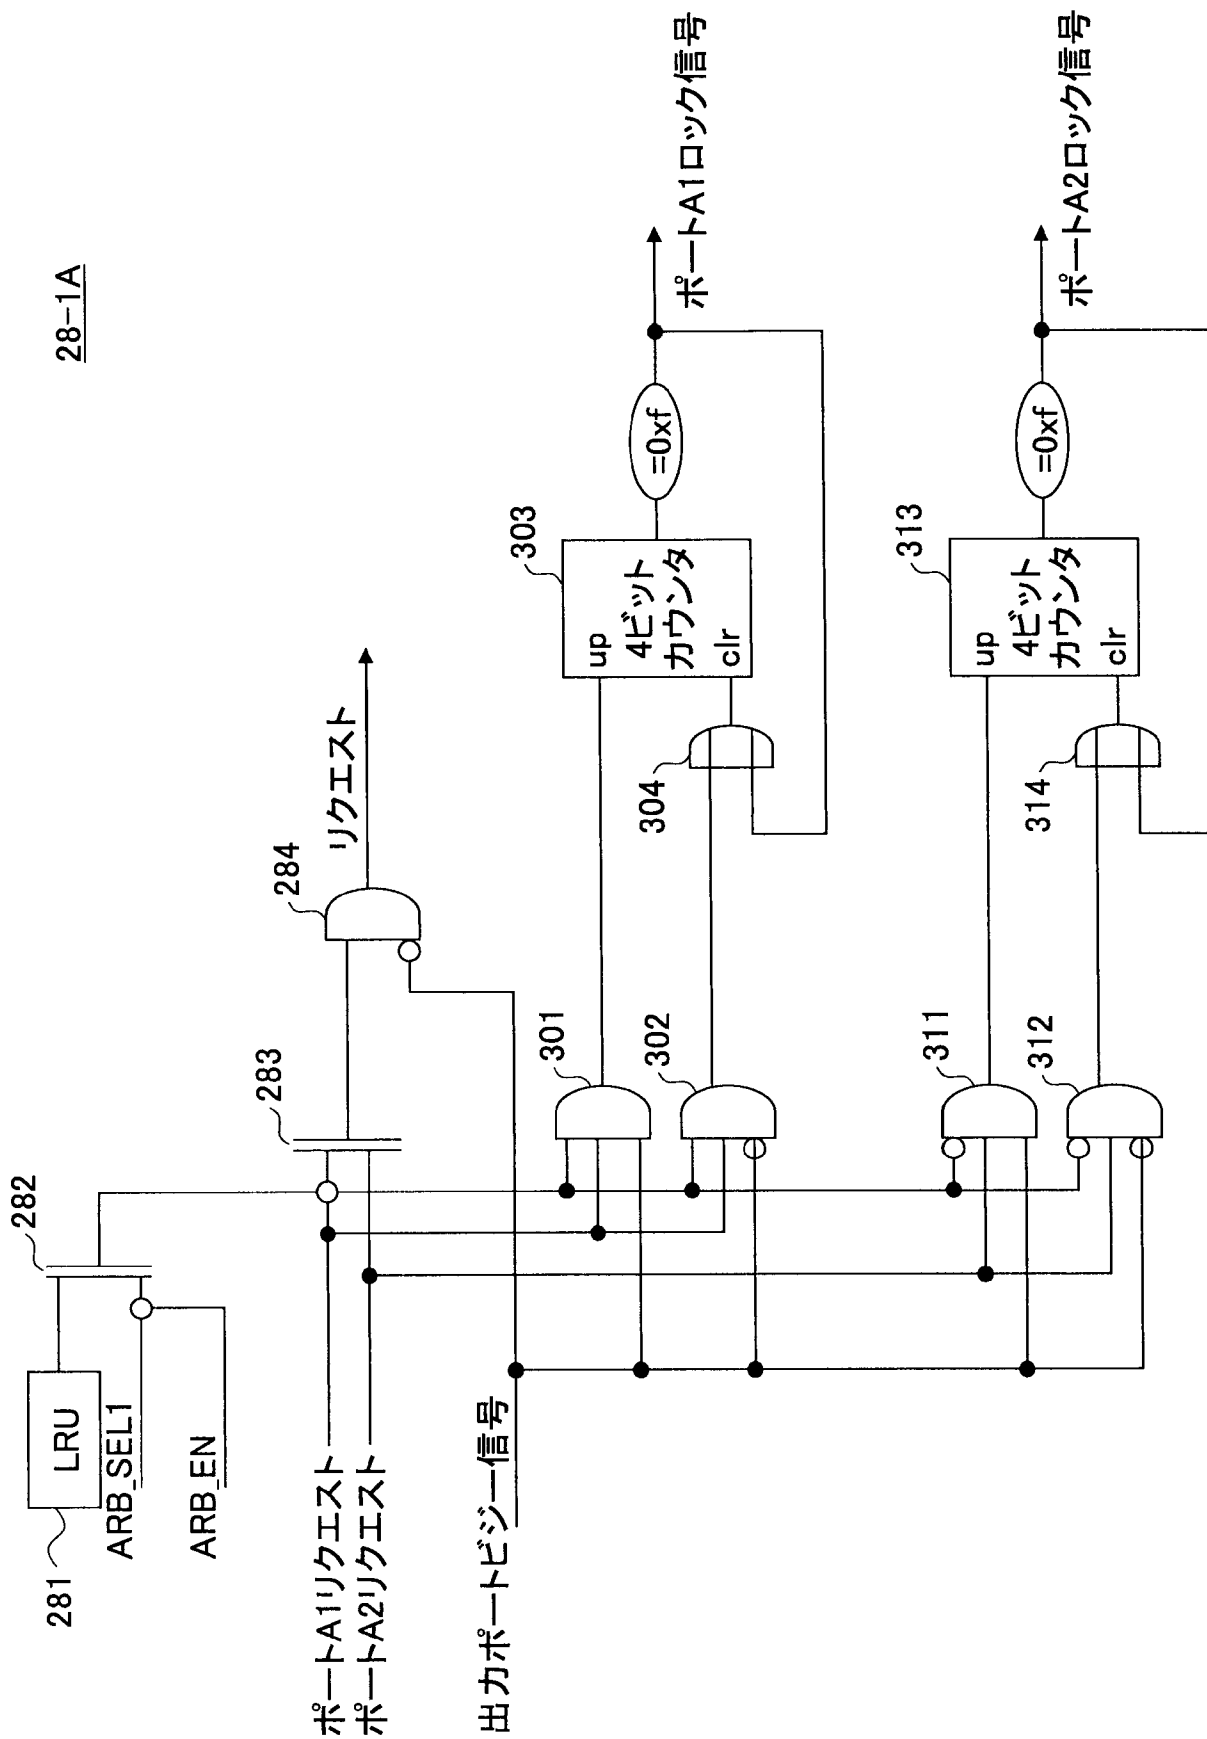 28-1A
281
LRU
282
ARB_SEL1
ARB_EN
283
284
リクエスト
ポートA1リクエスト
ポートA2リクエスト
出力ポートビジー信号
301
302
303
up
4ビット
カウンタ
clr
304
=0xf
ポートA1ロック信号
311
312
313
up
4ビット
カウンタ
clr
314
=0xf
ポートA2ロック信号